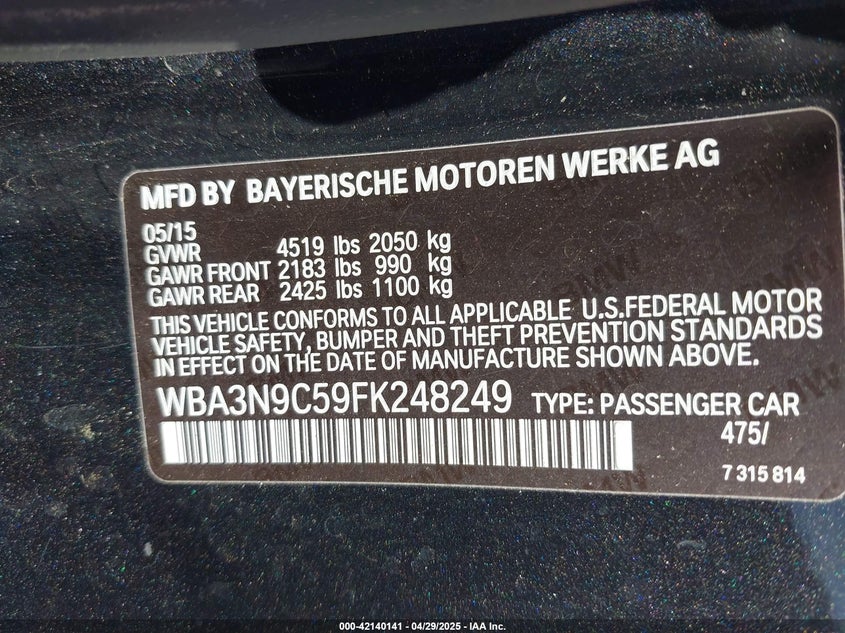 MFD BY BAYERISCHE MOTOREN WERKE AG
05/15
GVWR 4519 lbs 2050 kg
GAWR FRONT 2183 lbs 990 kg
GAWR REAR 2425 lbs 1100 kg
THIS VEHICLE CONFORMS TO ALL APPLICABLE U.S.FEDERAL MOTOR
VEHICLE SAFETY, BUMPER AND THEFT PREVENTION STANDARDS
IN EFFECT ON THE DATE OF MANUFACTURE SHOWN ABOVE.
WBA3N9C59FK248249 TYPE: PASSENGER CAR
475/
7 315 814
000-42140141 - 04/29/2025 - IAA Inc.